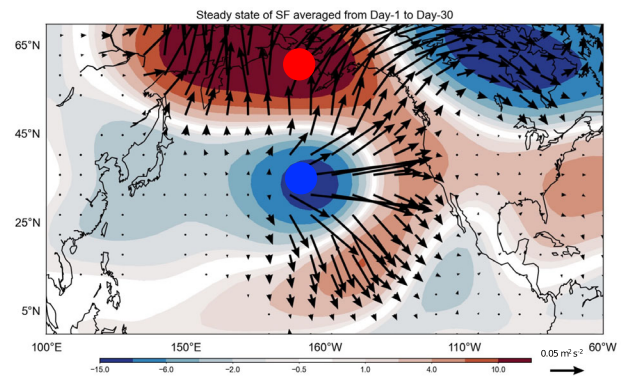 Steady state of SF averaged from Day-1 to Day-30
65°N
45°N
25°N
5°N
100°E 150°E 160°W 110°W 60°W
−15.0 −6.0 −2.0 −0.5 1.0 4.0 10.0
0.05 m² s⁻²